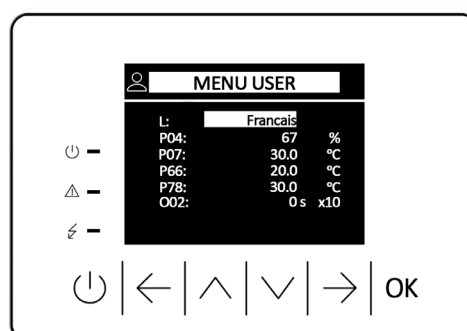 MENU USER
L: Francais
P04: 67 %
P07: 30.0 °C
P66: 20.0 °C
P78: 30.0 °C
O02: 0 s x10
OK